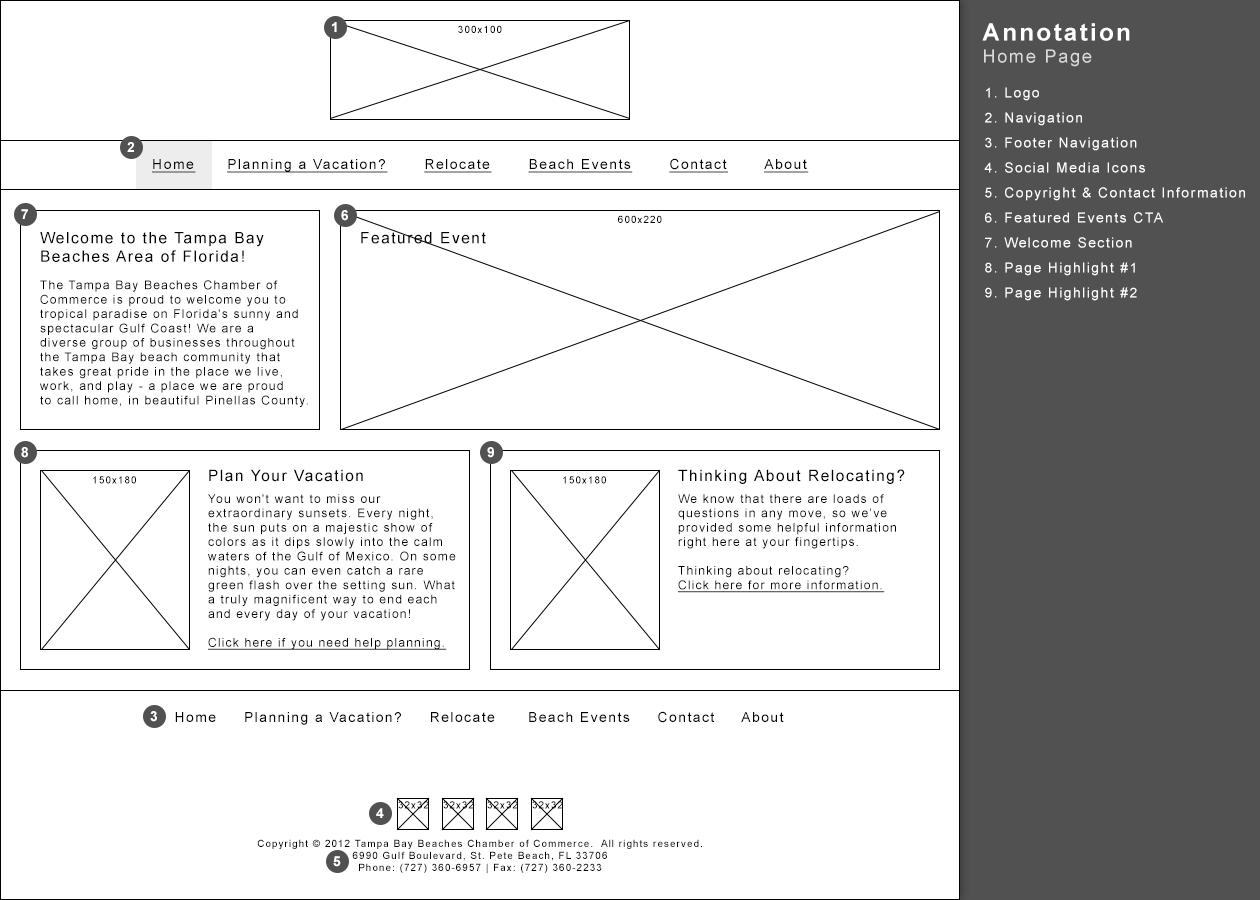 1
300x100
2
Home Planning a Vacation? Relocate Beach Events Contact About
7
Welcome to the Tampa Bay
Beaches Area of Florida!
The Tampa Bay Beaches Chamber of
Commerce is proud to welcome you to
tropical paradise on Florida's sunny and
spectacular Gulf Coast! We are a
diverse group of businesses throughout
the Tampa Bay beach community that
takes great pride in the place we live,
work, and play - a place we are proud
to call home, in beautiful Pinellas County.
6
600x220
Featured Event
8
150x180
Plan Your Vacation
You won't want to miss our
extraordinary sunsets. Every night,
the sun puts on a majestic show of
colors as it dips slowly into the calm
waters of the Gulf of Mexico. On some
nights, you can even catch a rare
green flash over the setting sun. What
a truly magnificent way to end each
and every day of your vacation!
Click here if you need help planning.
9
150x180
Thinking About Relocating?
We know that there are loads of
questions in any move, so we've
provided some helpful information
right here at your fingertips.
Thinking about relocating?
Click here for more information.
3 Home Planning a Vacation? Relocate Beach Events Contact About
4 32x32 32x32 32x32 32x32
Copyright © 2012 Tampa Bay Beaches Chamber of Commerce. All rights reserved.
5 6990 Gulf Boulevard, St. Pete Beach, FL 33706
Phone: (727) 360-6957 | Fax: (727) 360-2233
Annotation
Home Page
1. Logo
2. Navigation
3. Footer Navigation
4. Social Media Icons
5. Copyright & Contact Information
6. Featured Events CTA
7. Welcome Section
8. Page Highlight #1
9. Page Highlight #2